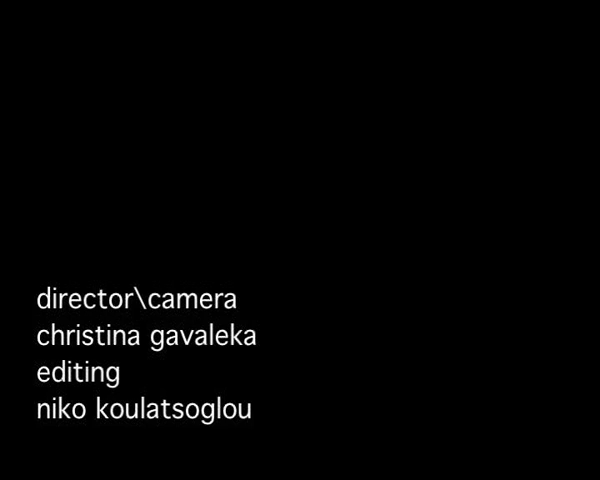 director\camera
christina gavaleka
editing
niko koulatsoglou